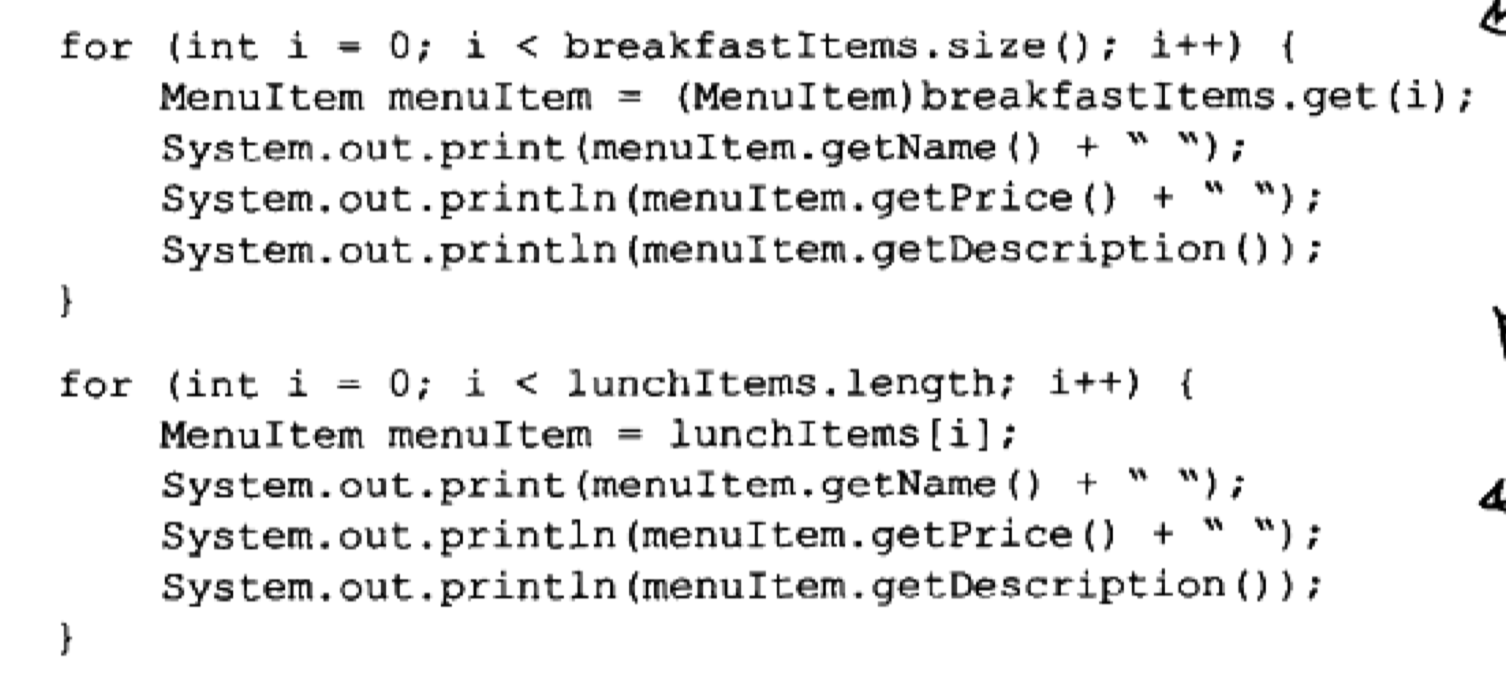 for (int i = 0; i < breakfastItems.size(); i++) {
    MenuItem menuItem = (MenuItem)breakfastItems.get(i);
    System.out.print(menuItem.getName() + " ");
    System.out.println(menuItem.getPrice() + " ");
    System.out.println(menuItem.getDescription());
}
for (int i = 0; i < lunchItems.length; i++) {
    MenuItem menuItem = lunchItems[i];
    System.out.print(menuItem.getName() + " ");
    System.out.println(menuItem.getPrice() + " ");
    System.out.println(menuItem.getDescription());
}